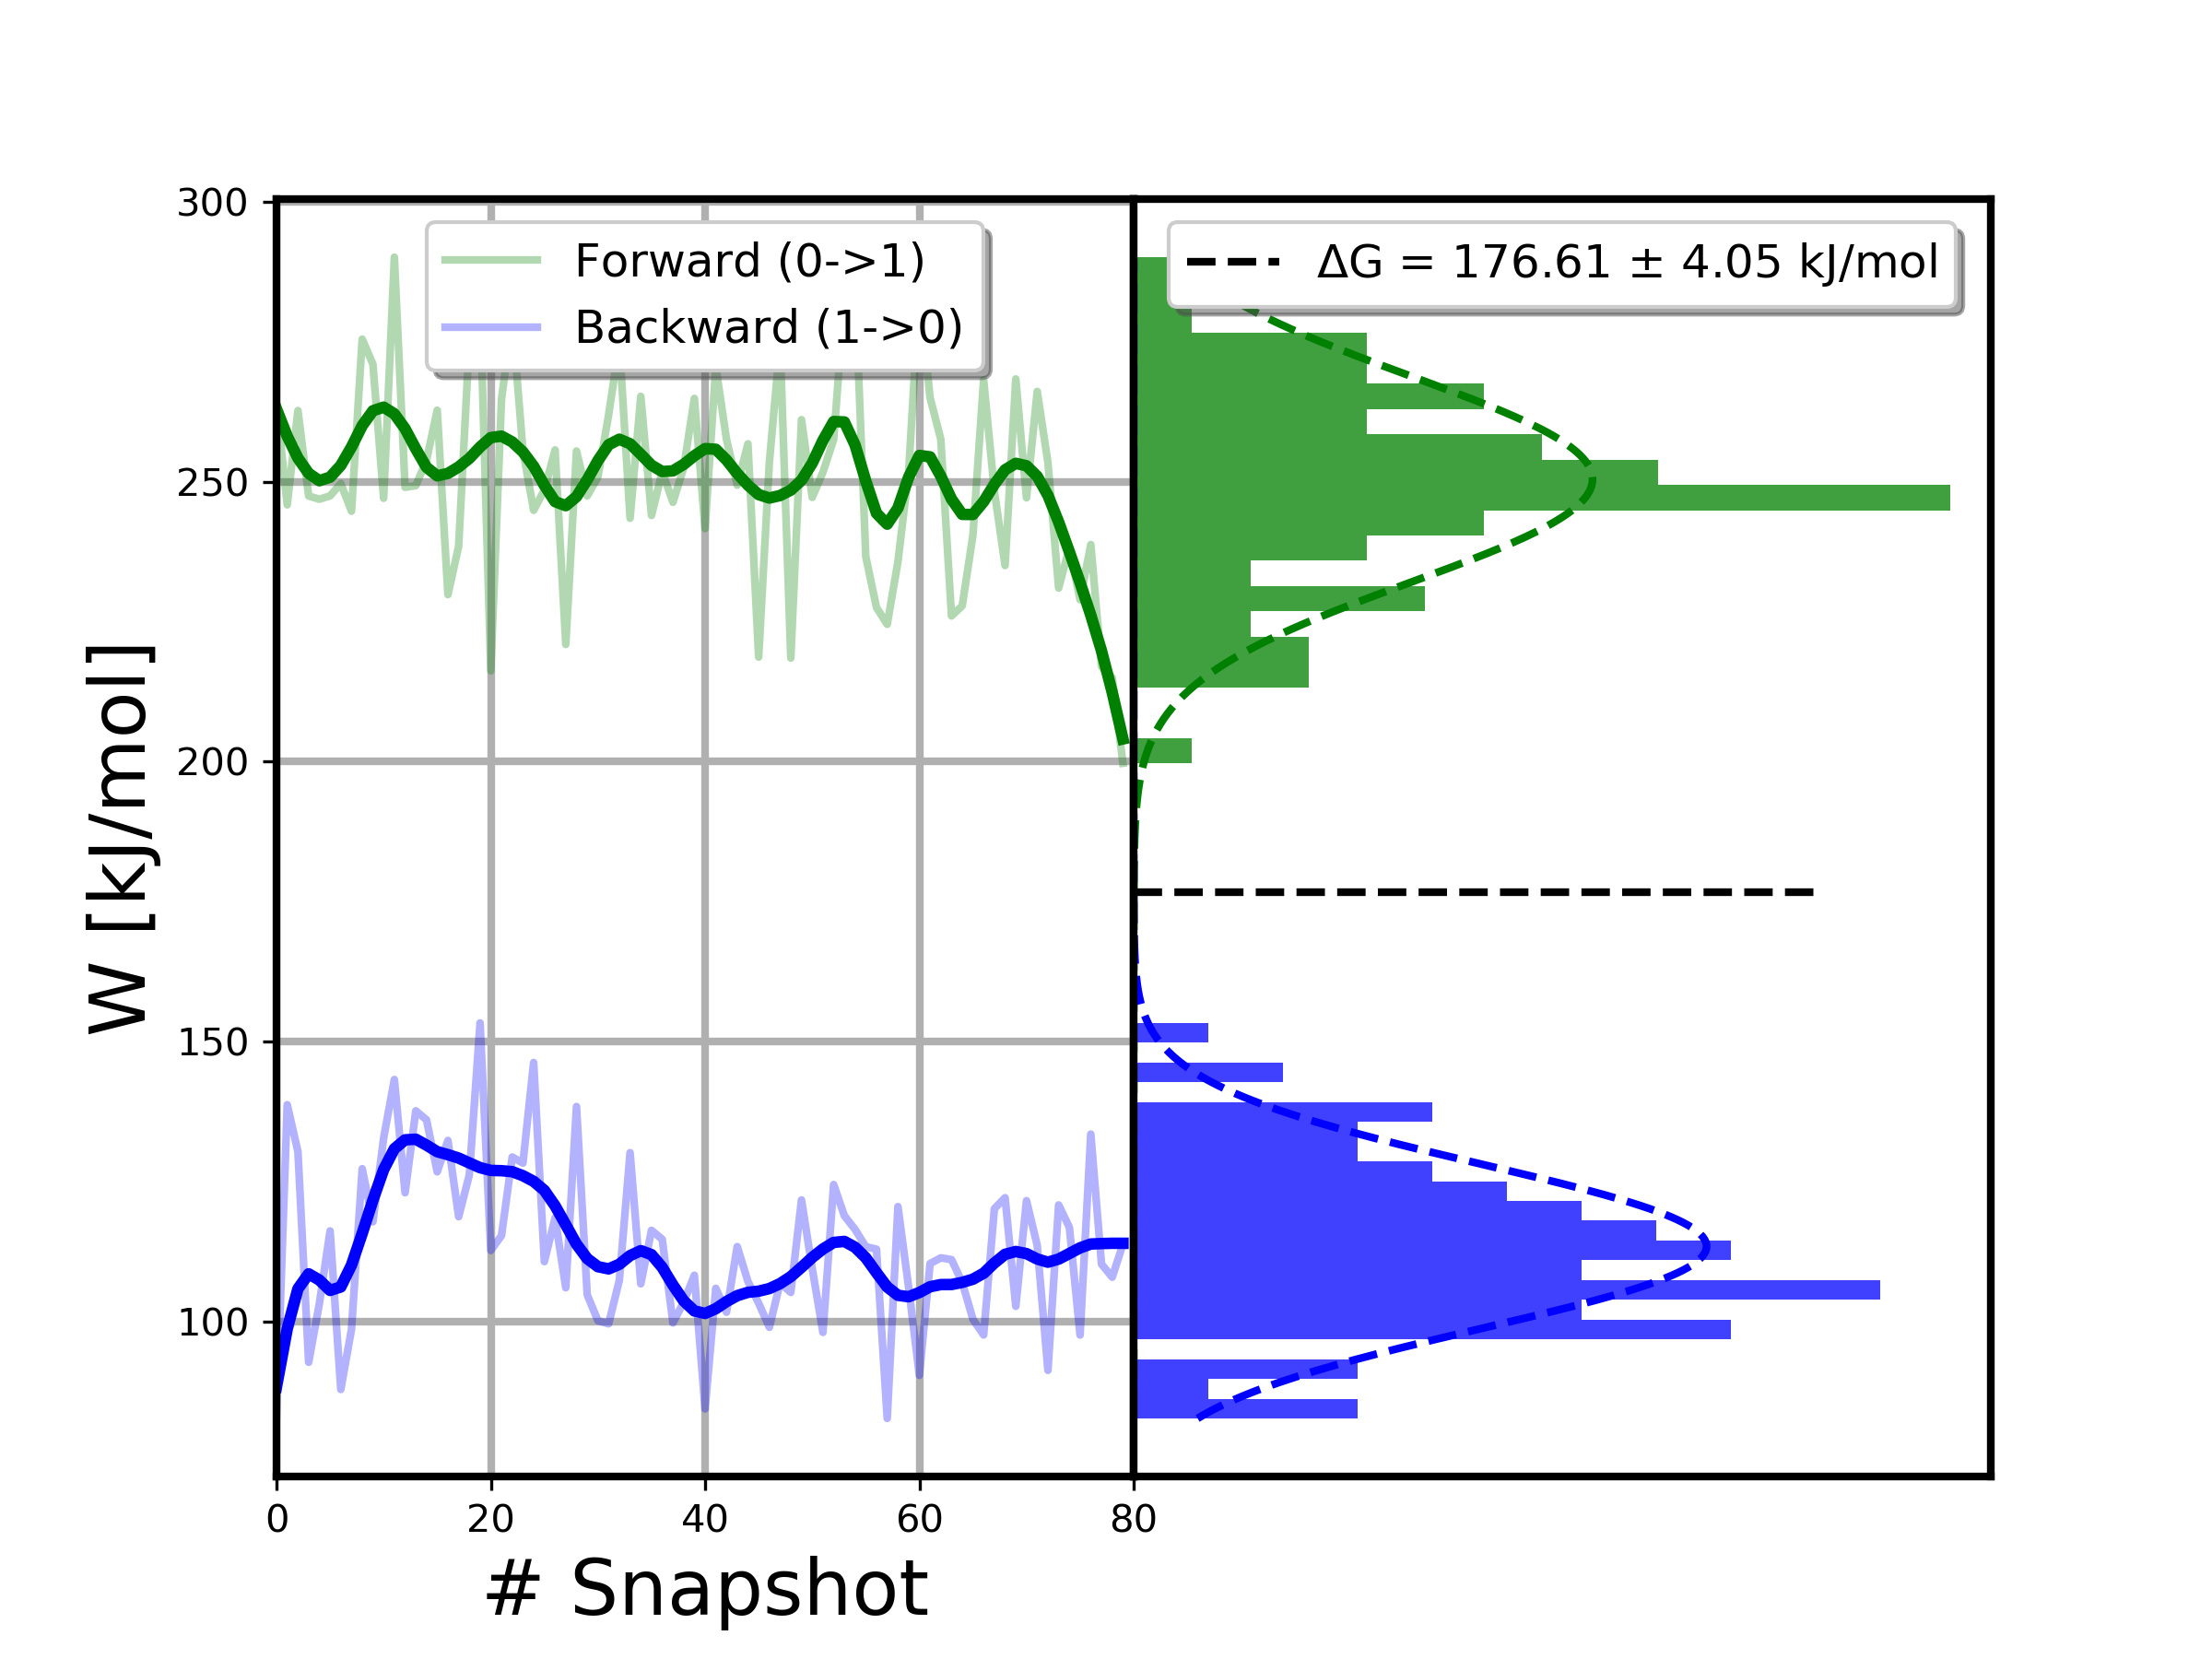 Forward (0->1)
Backward (1->0)
ΔG = 176.61 ± 4.05 kJ/mol
300
250
200
150
100
W [kJ/mol]
0 20 40 60 80
# Snapshot